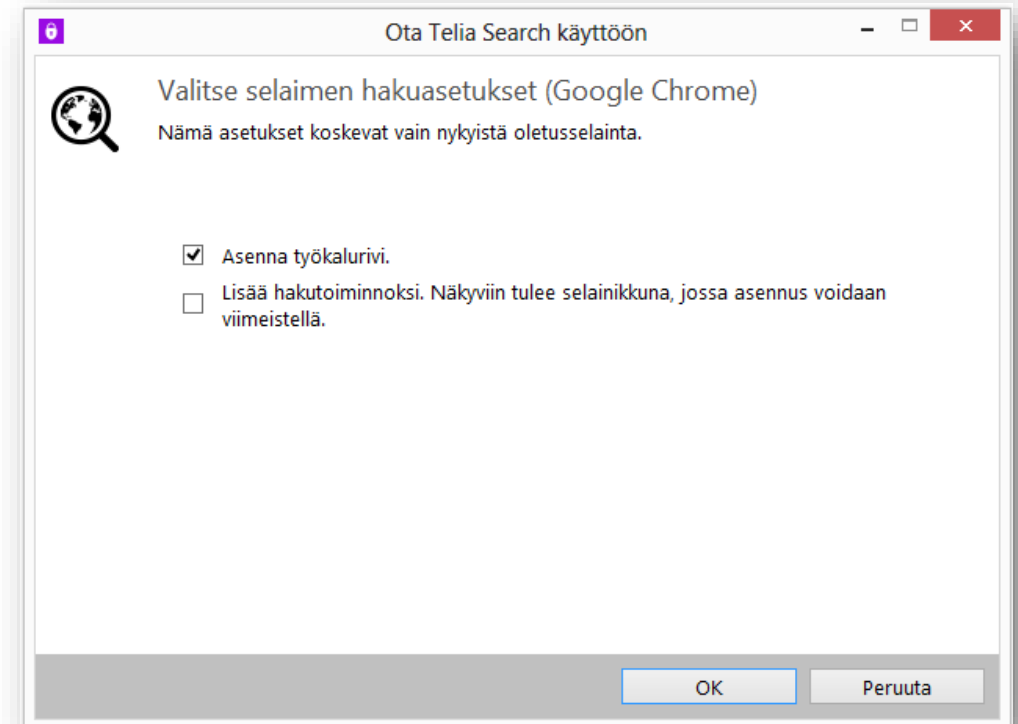 Ota Telia Search käyttöön
Valitse selaimen hakuasetukset (Google Chrome)
Nämä asetukset koskevat vain nykyistä oletusselainta.
Asenna työkalurivi.
Lisää hakutoiminnoksi. Näkyviin tulee selainikkuna, jossa asennus voidaan
viimeistellä.
OK
Peruuta